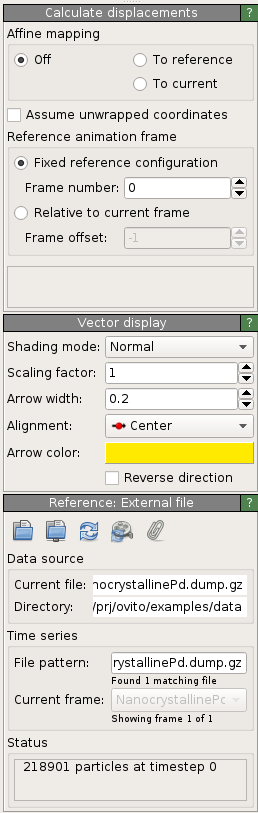 Calculate displacements ?
Affine mapping
Off To reference
To current
Assume unwrapped coordinates
Reference animation frame
Fixed reference configuration
Frame number: 0
Relative to current frame
Frame offset: -1
Vector display ?
Shading mode: Normal
Scaling factor: 1
Arrow width: 0.2
Alignment: Center
Arrow color:
Reverse direction
Reference: External file ?
Data source
Current file: nocrystallinePd.dump.gz
Directory: /prj/ovito/examples/data
Time series
File pattern: rystallinePd.dump.gz
Found 1 matching file
Current frame: NanocrystallinePc
Showing frame 1 of 1
Status
218901 particles at timestep 0